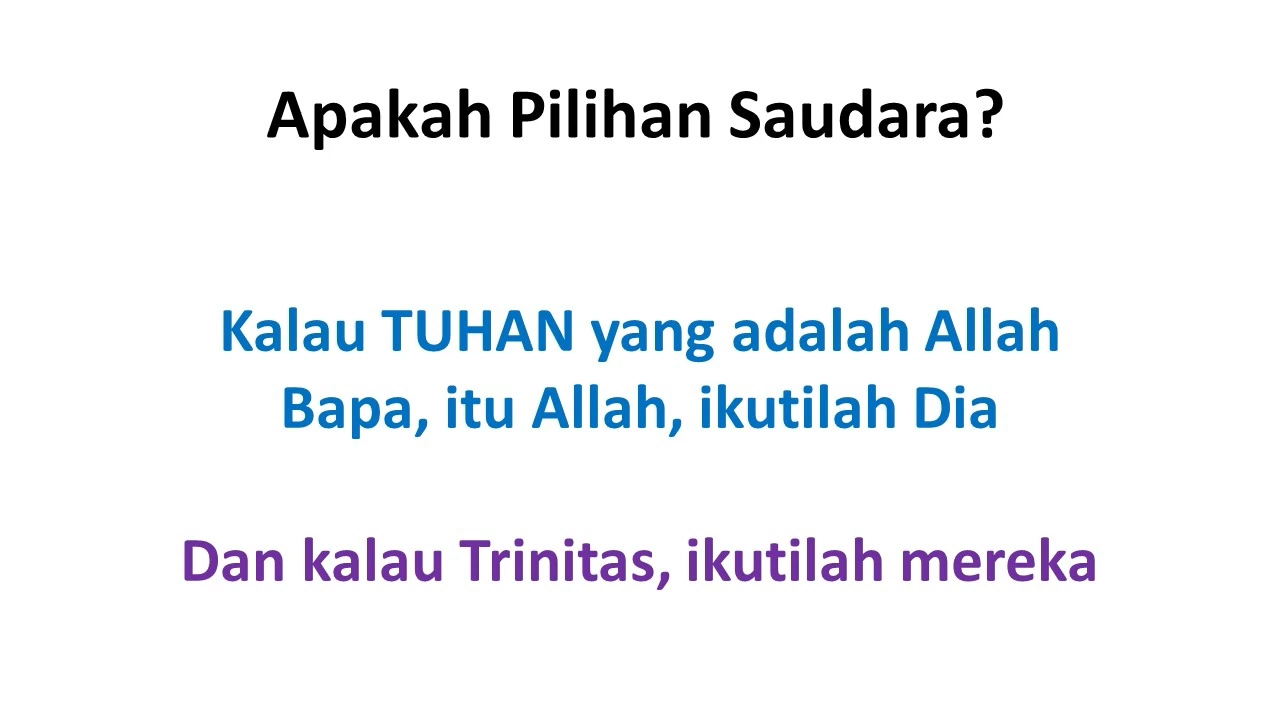 Apakah Pilihan Saudara?
Kalau TUHAN yang adalah Allah
Bapa, itu Allah, ikutilah Dia
Dan kalau Trinitas, ikutilah mereka